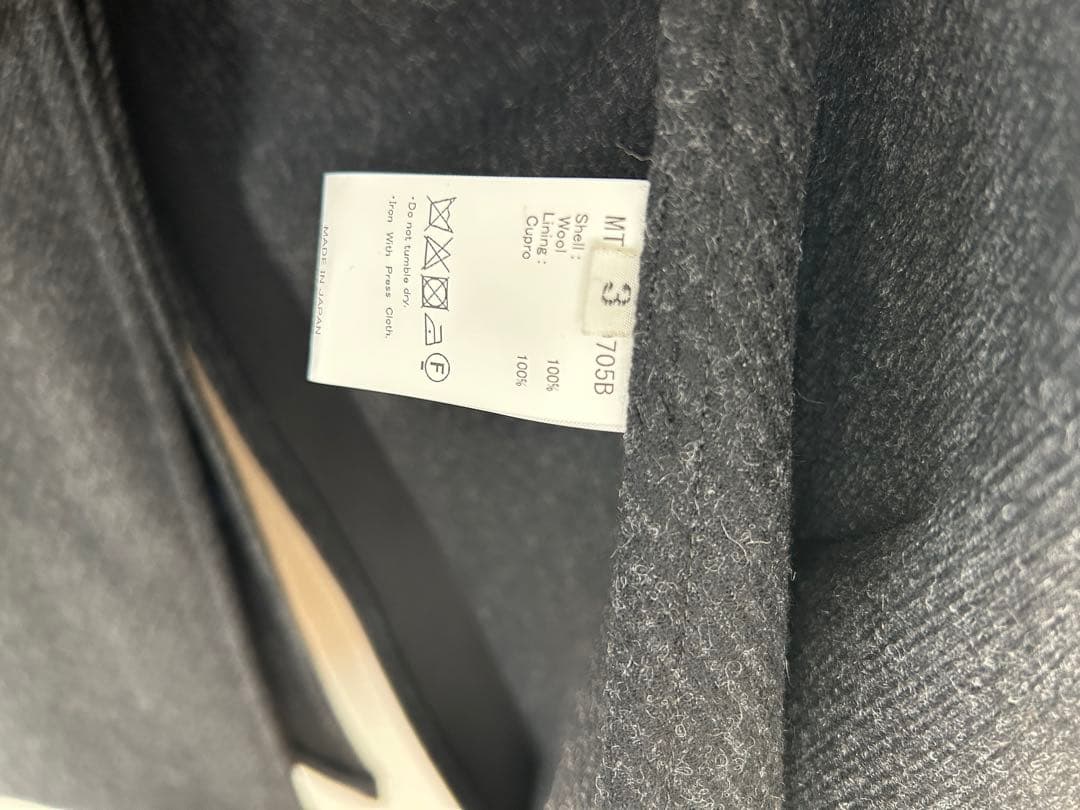 MT 705B
3
Shell :
Wool 100%
Lining :
Cupro 100%
F
·Do not tumble dry.
·Iron With Press Cloth.
MADE IN JAPAN